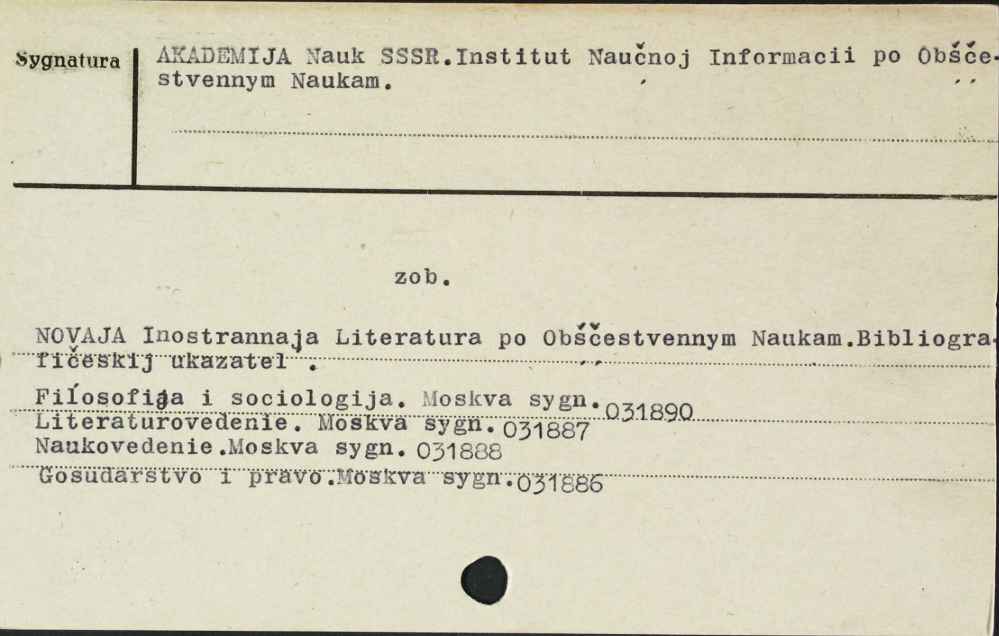 Sygnatura
AKADEMIJA Nauk SSSR.Institut Naučnoj Informacii po Obšče-
stvennym Naukam.
zob.
NOVAJA Inostrannaja Literatura po Obščestvennym Naukam.Bibliogra-
fičeskij ukazatel'.
Filosofija i sociologija. Moskva sygn. 031890
Literaturovedenie. Moskva sygn. 031887
Naukovedenie.Moskva sygn. 031888
Gosudarstvo i pravo.Moskva sygn. 031886